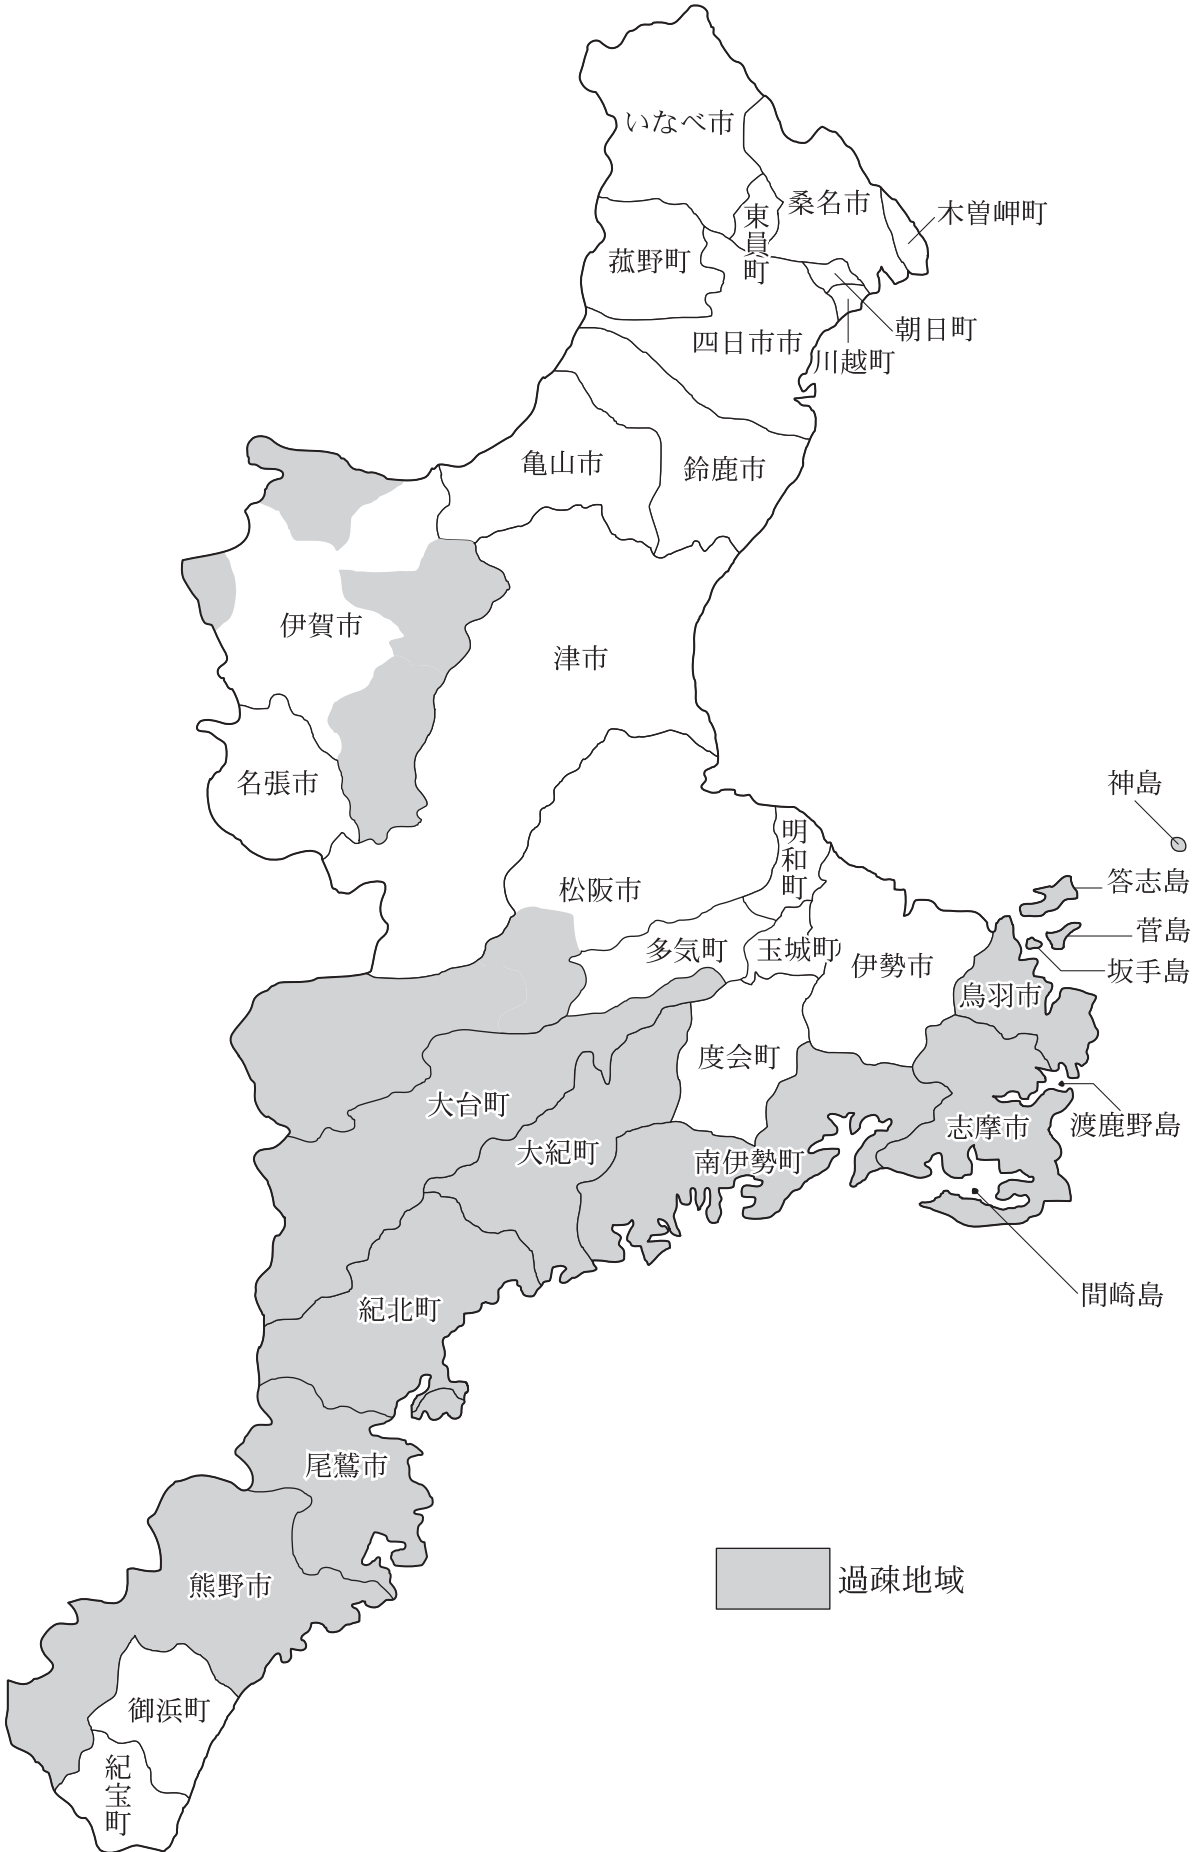 いなべ市
桑名市
木曽岬町
東員町
菰野町
朝日町
四日市市
川越町
亀山市
鈴鹿市
伊賀市
津市
名張市
神島
明和町
答志島
松阪市
菅島
多気町
玉城町
伊勢市
坂手島
鳥羽市
度会町
大台町
志摩市
渡鹿野島
大紀町
南伊勢町
間崎島
紀北町
尾鷲市
過疎地域
熊野市
御浜町
紀宝町